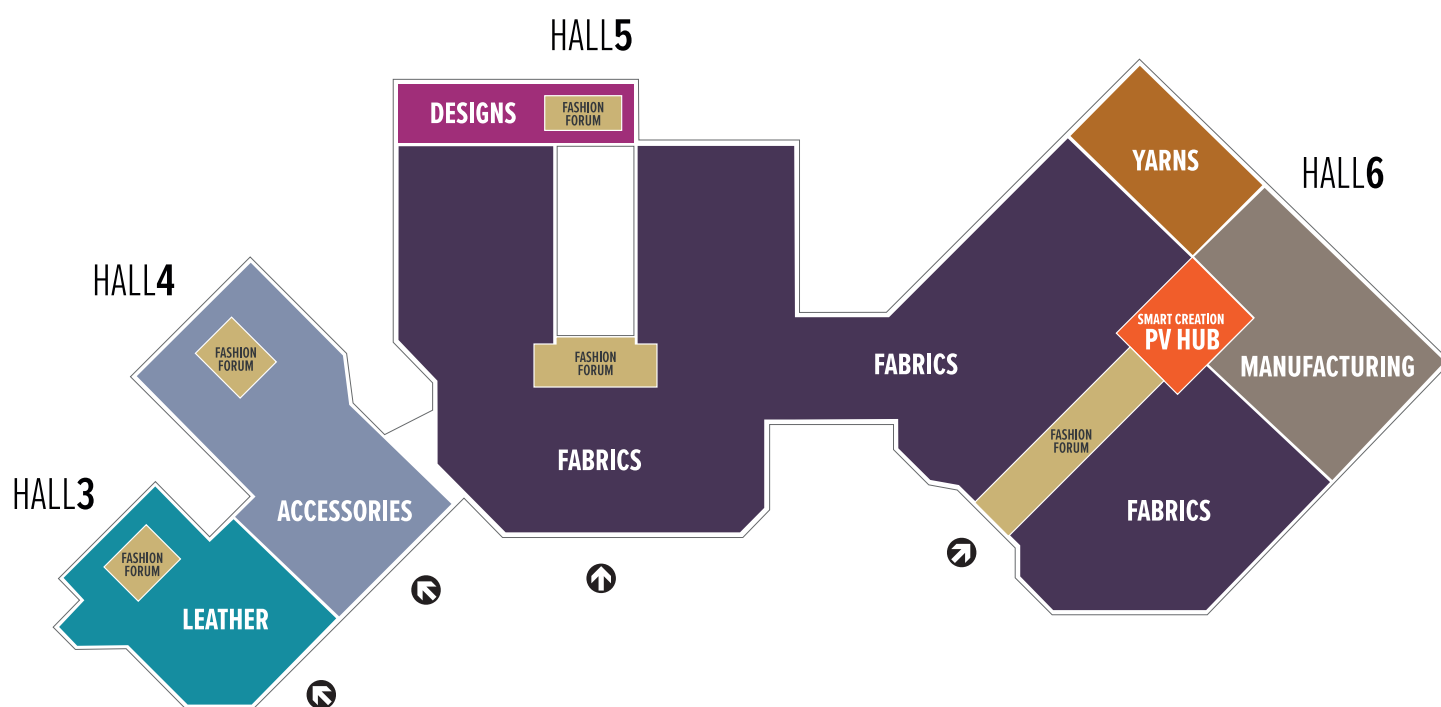 HALL5
DESIGNS
FASHION
FORUM
YARNS
HALL6
HALL4
SMART CREATION
PV HUB
FASHION
FORUM
FASHION
FORUM
FABRICS
MANUFACTURING
FASHION
FORUM
FABRICS
HALL3
ACCESSORIES
FABRICS
FASHION
FORUM
LEATHER